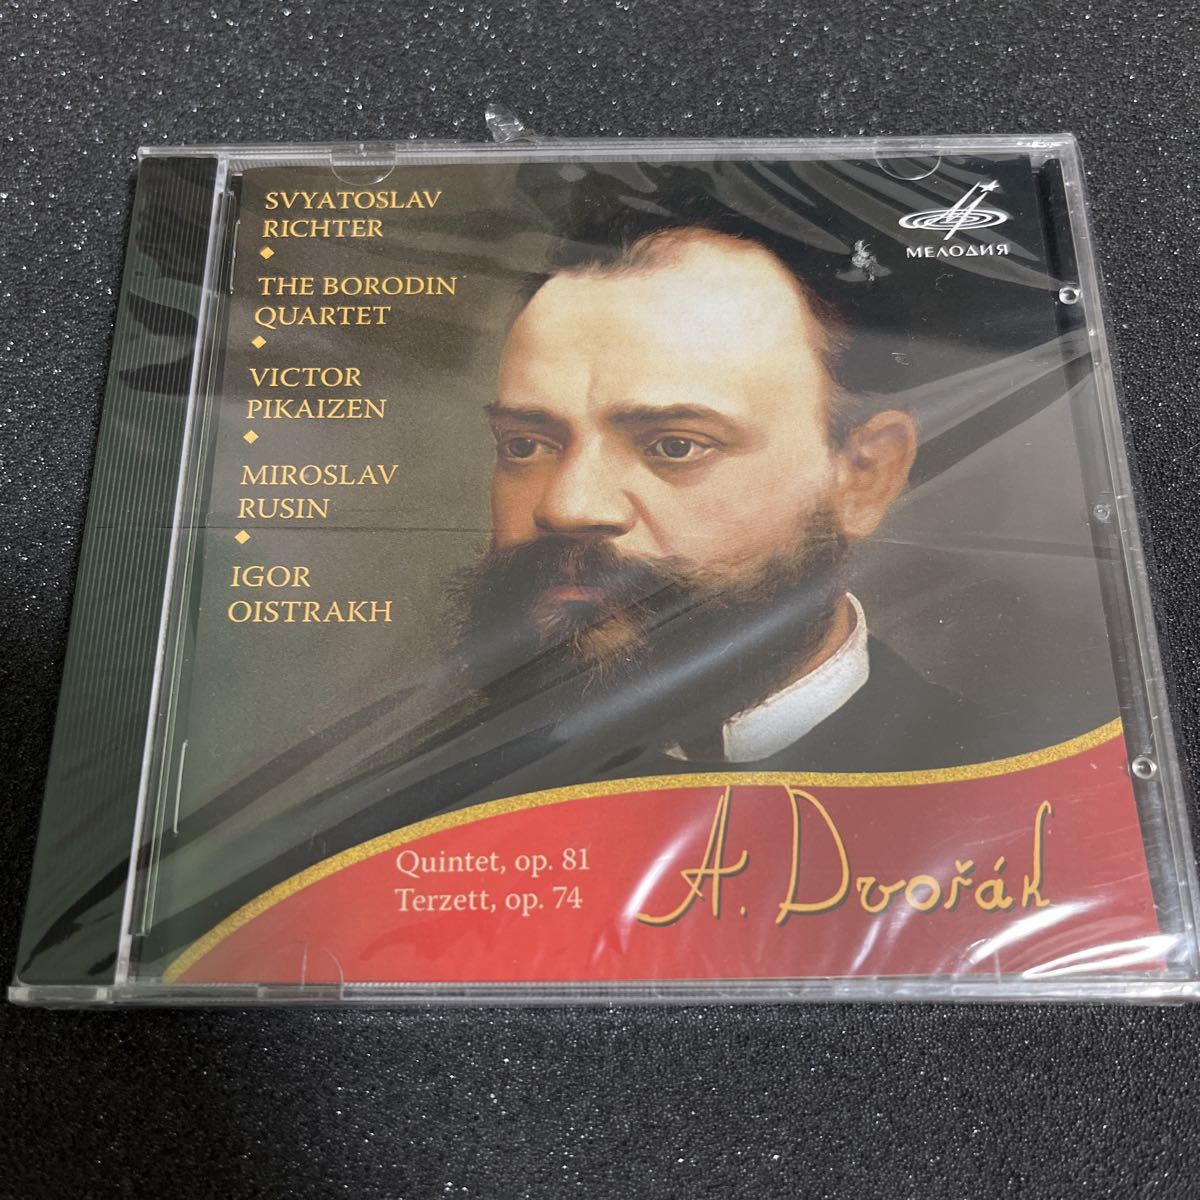 SVYATOSLAV
RICHTER
THE BORODIN
QUARTET
VICTOR
PIKAIZEN
MIROSLAV
RUSIN
IGOR
OISTRAKH
МЕЛОДИЯ
Quintet, op. 81
Terzett, op. 74
A. Dvořák